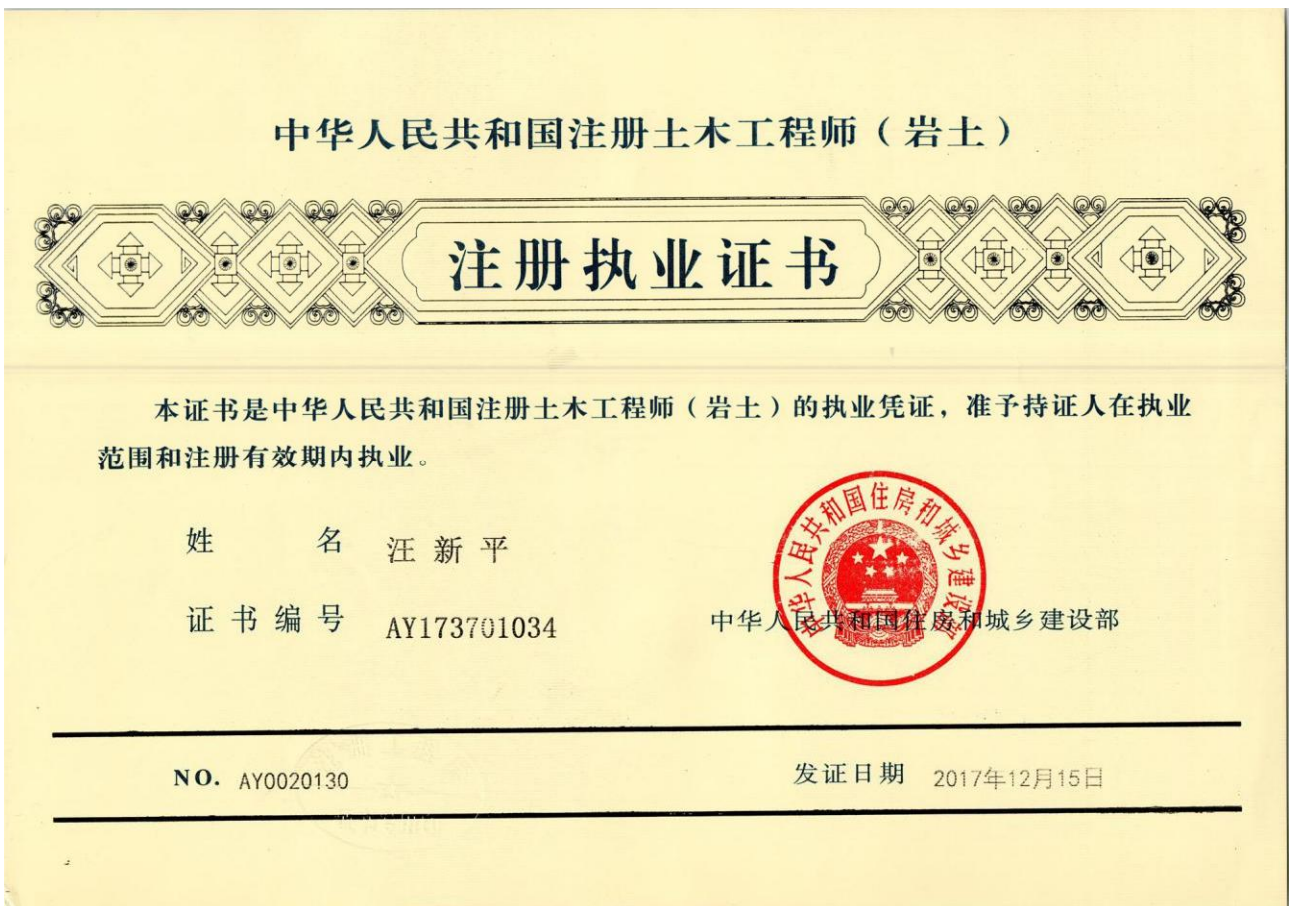 中华人民共和国注册土木工程师（岩土）
注册执业证书
本证书是中华人民共和国注册土木工程师（岩土）的执业凭证，准予持证人在执业
范围和注册有效期内执业。
姓 名 汪新平
证书编号 AY173701034
中华人民共和国住房和城乡建设部
中华人民共和国住房和城乡建设部
NO. AY0020130
发证日期 2017年12月15日